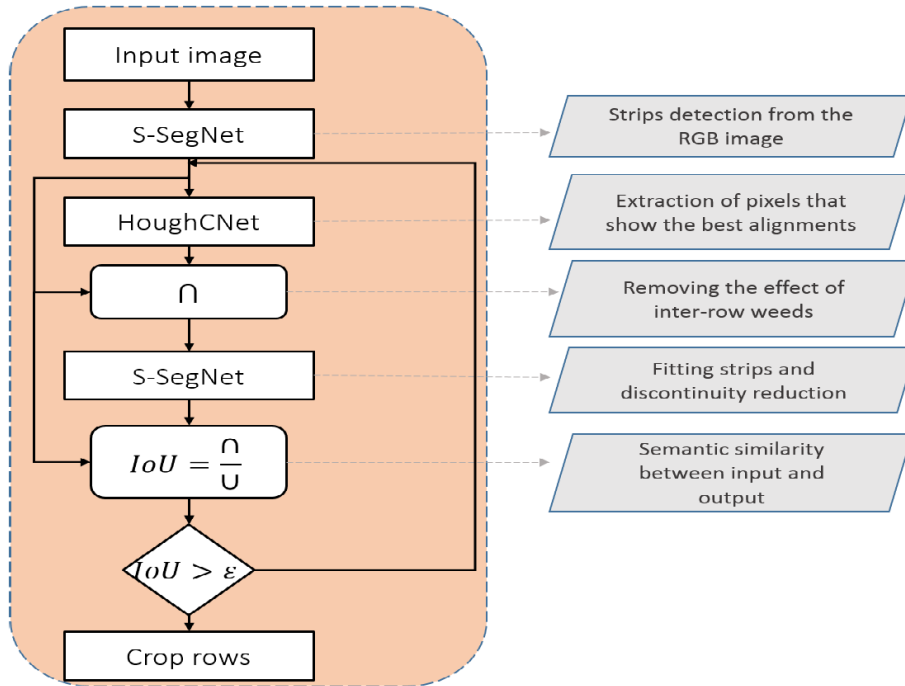 Input image
S-SegNet
Strips detection from the
RGB image
HoughCNet
Extraction of pixels that
show the best alignments
∩
Removing the effect of
inter-row weeds
S-SegNet
Fitting strips and
discontinuity reduction
IoU = ∩/∪
Semantic similarity
between input and
output
IoU > ε
Crop rows